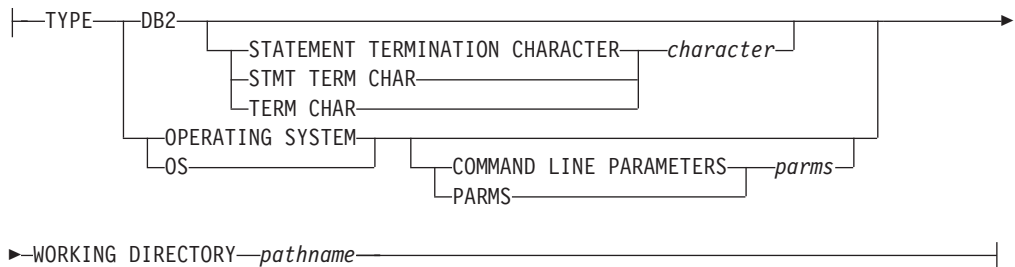 TYPE DB2
STATEMENT TERMINATION CHARACTER character
STMT TERM CHAR
TERM CHAR
OPERATING SYSTEM
OS
COMMAND LINE PARAMETERS parms
PARMS
WORKING DIRECTORY pathname